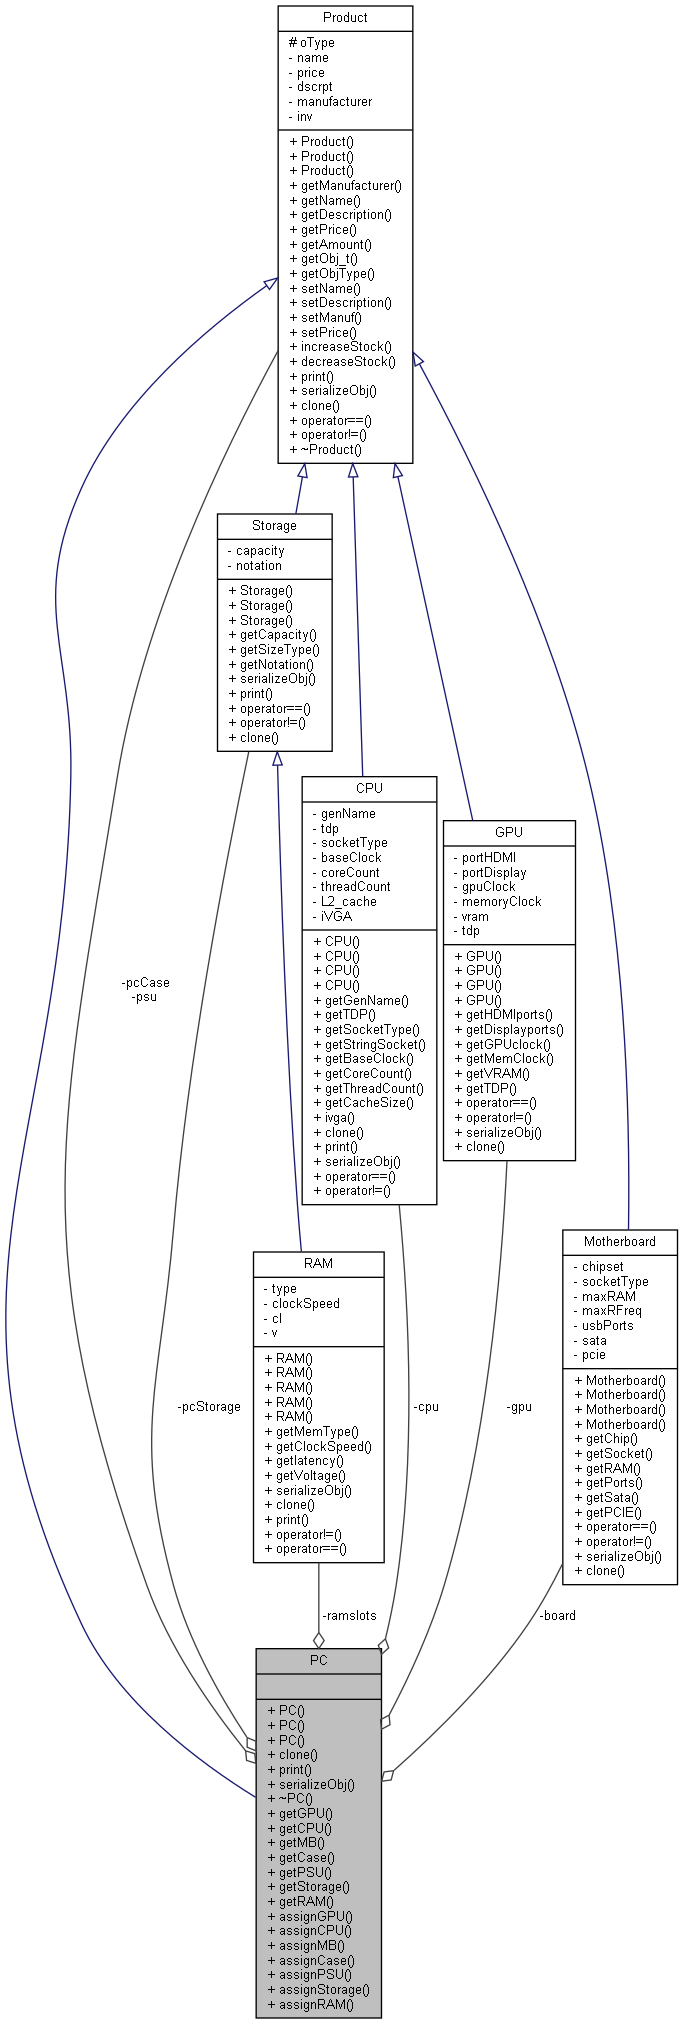 Product
# oType
- name
- price
- dscrpt
- manufacturer
- inv
+ Product()
+ Product()
+ Product()
+ getManufacturer()
+ getName()
+ getDescription()
+ getPrice()
+ getAmount()
+ getObj_t()
+ getObjType()
+ setName()
+ setDescription()
+ setManuf()
+ setPrice()
+ increaseStock()
+ decreaseStock()
+ print()
+ serializeObj()
+ clone()
+ operator==()
+ operator!=()
+ ~Product()
Storage
- capacity
- notation
+ Storage()
+ Storage()
+ Storage()
+ getCapacity()
+ getSizeType()
+ getNotation()
+ serializeObj()
+ print()
+ operator==()
+ operator!=()
+ clone()
CPU
- genName
- tdp
- socketType
- baseClock
- coreCount
- threadCount
- L2_cache
- iVGA
+ CPU()
+ CPU()
+ CPU()
+ CPU()
+ getGenName()
+ getTDP()
+ getSocketType()
+ getStringSocket()
+ getBaseClock()
+ getCoreCount()
+ getThreadCount()
+ getCacheSize()
+ ivga()
+ clone()
+ print()
+ serializeObj()
+ operator==()
+ operator!=()
GPU
- portHDMI
- portDisplay
- gpuClock
- memoryClock
- vram
- tdp
+ GPU()
+ GPU()
+ GPU()
+ GPU()
+ getHDMIports()
+ getDisplayports()
+ getGPUclock()
+ getMemClock()
+ getVRAM()
+ getTDP()
+ operator==()
+ operator!=()
+ serializeObj()
+ clone()
-pcCase
-psu
Motherboard
- chipset
- socketType
- maxRAM
- maxRFreq
- usbPorts
- sata
- pcie
+ Motherboard()
+ Motherboard()
+ Motherboard()
+ Motherboard()
+ getChip()
+ getSocket()
+ getRAM()
+ getPorts()
+ getSata()
+ getPCIE()
+ operator==()
+ operator!=()
+ serializeObj()
+ clone()
RAM
- type
- clockSpeed
- cl
- v
+ RAM()
+ RAM()
+ RAM()
+ RAM()
+ RAM()
+ getMemType()
+ getClockSpeed()
+ getlatency()
+ getVoltage()
+ serializeObj()
+ clone()
+ print()
+ operator!=()
+ operator==()
-pcStorage
-cpu
-gpu
-ramslots
-board
PC
+ PC()
+ PC()
+ PC()
+ clone()
+ print()
+ serializeObj()
+ ~PC()
+ getGPU()
+ getCPU()
+ getMB()
+ getCase()
+ getPSU()
+ getStorage()
+ getRAM()
+ assignGPU()
+ assignCPU()
+ assignMB()
+ assignCase()
+ assignPSU()
+ assignStorage()
+ assignRAM()